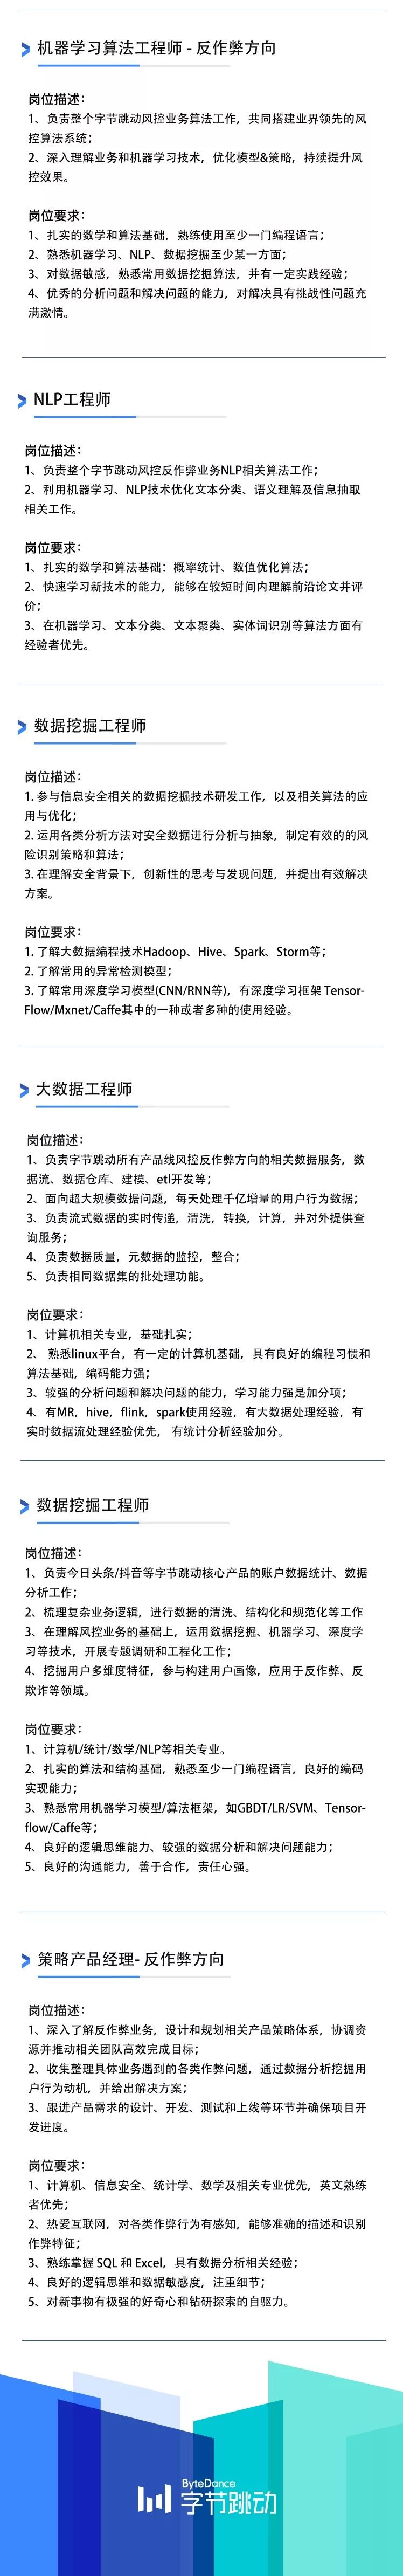 机器学习算法工程师 - 反作弊方向
岗位描述：
1、负责整个字节跳动风控业务算法工作，共同搭建业界领先的风
控算法系统；
2、深入理解业务和机器学习技术，优化模型&策略，持续提升风
控效果。
岗位要求：
1、扎实的数学和算法基础，熟练使用至少一门编程语言；
2、熟悉机器学习、NLP、数据挖掘至少某一方面；
3、对数据敏感，熟悉常用数据挖掘算法，并有一定实践经验；
4、优秀的分析问题和解决问题的能力，对解决具有挑战性问题充
满激情。
NLP工程师
岗位描述：
1、负责整个字节跳动风控反作弊业务NLP相关算法工作；
2、利用机器学习、NLP技术优化文本分类、语义理解及信息抽取
相关工作。
岗位要求：
1、扎实的数学和算法基础：概率统计、数值优化算法；
2、快速学习新技术的能力，能够在较短时间内理解前沿论文并评
价；
3、在机器学习、文本分类、文本聚类、实体词识别等算法方面有
经验者优先。
数据挖掘工程师
岗位描述：
1. 参与信息安全相关的数据挖掘技术研发工作，以及相关算法的应
用与优化；
2. 运用各类分析方法对安全数据进行分析与抽象，制定有效的的风
险识别策略和算法；
3. 在理解安全背景下，创新性的思考与发现问题，并提出有效解决
方案。
岗位要求：
1. 了解大数据编程技术Hadoop、Hive、Spark、Storm等；
2. 了解常用的异常检测模型；
3. 了解常用深度学习模型(CNN/RNN等)，有深度学习框架 Tensor-
Flow/Mxnet/Caffe其中的一种或者多种的使用经验。
大数据工程师
岗位描述：
1、负责字节跳动所有产品线风控反作弊方向的相关数据服务，数
据流、数据仓库、建模、etl开发等；
2、面向超大规模数据问题，每天处理千亿增量的用户行为数据；
3、负责流式数据的实时传递，清洗，转换，计算，并对外提供查
询服务；
4、负责数据质量，元数据的监控，整合；
5、负责相同数据集的批处理功能。
岗位要求：
1、计算机相关专业，基础扎实；
2、 熟悉linux平台，有一定的计算机基础，具有良好的编程习惯和
算法基础，编码能力强；
3、较强的分析问题和解决问题的能力，学习能力强是加分项；
4、有MR，hive，flink，spark使用经验，有大数据处理经验，有
实时数据流处理经验优先， 有统计分析经验加分。
数据挖掘工程师
岗位描述：
1、负责今日头条/抖音等字节跳动核心产品的账户数据统计、数据
分析工作；
2、梳理复杂业务逻辑，进行数据的清洗、结构化和规范化等工作
3、在理解风控业务的基础上，运用数据挖掘、机器学习、深度学
习等技术，开展专题调研和工程化工作；
4、挖掘用户多维度特征，参与构建用户画像，应用于反作弊、反
欺诈等领域。
岗位要求：
1、计算机/统计/数学/NLP等相关专业。
2、扎实的算法和结构基础，熟悉至少一门编程语言，良好的编码
实现能力；
3、熟悉常用机器学习模型/算法框架，如GBDT/LR/SVM、Tensor-
flow/Caffe等；
4、良好的逻辑思维能力、较强的数据分析和解决问题能力；
5、良好的沟通能力，善于合作，责任心强。
策略产品经理- 反作弊方向
岗位描述：
1、深入了解反作弊业务，设计和规划相关产品策略体系，协调资
源并推动相关团队高效完成目标；
2、收集整理具体业务遇到的各类作弊问题，通过数据分析挖掘用
户行为动机，并给出解决方案；
3、跟进产品需求的设计、开发、测试和上线等环节并确保项目开
发进度。
岗位要求：
1、计算机、信息安全、统计学、数学及相关专业优先，英文熟练
者优先；
2、热爱互联网，对各类作弊行为有感知，能够准确的描述和识别
作弊特征；
3、熟练掌握 SQL 和 Excel，具有数据分析相关经验；
4、良好的逻辑思维和数据敏感度，注重细节；
5、对新事物有极强的好奇心和钻研探索的自驱力。
ByteDance
字节跳动